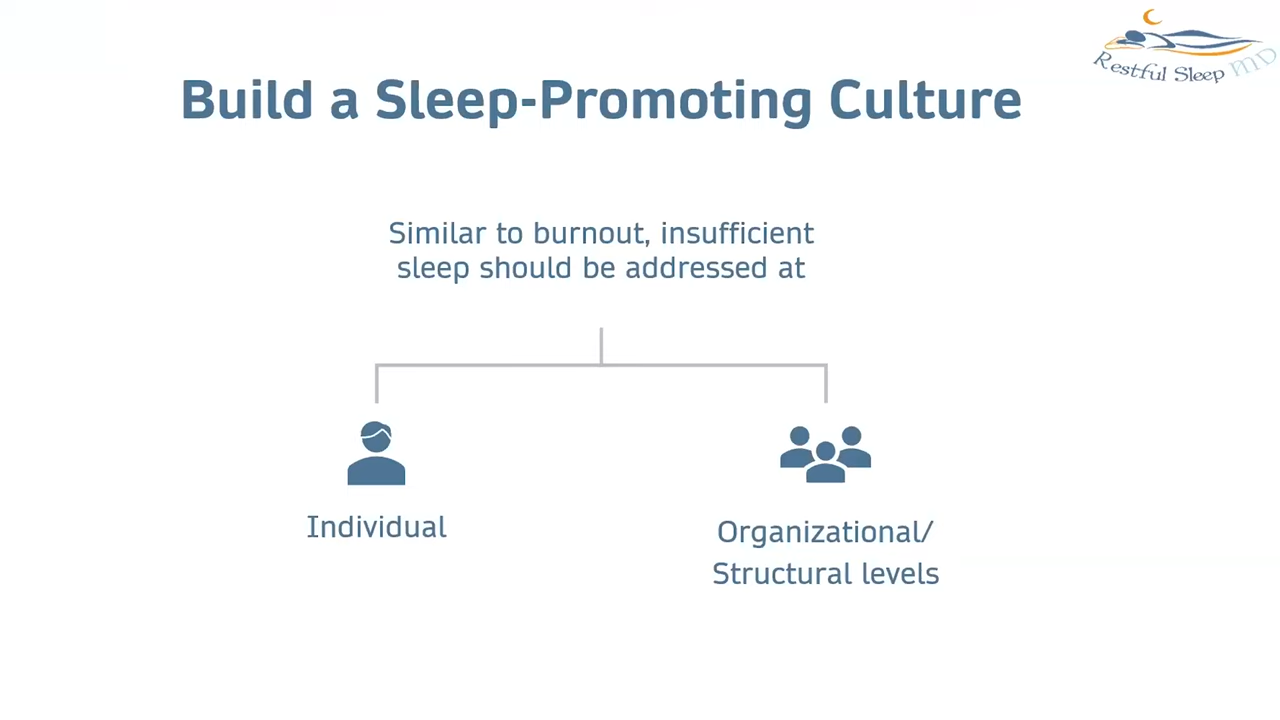 Restful Sleep MD
Build a Sleep-Promoting Culture
Similar to burnout, insufficient
sleep should be addressed at
Individual
Organizational/
Structural levels